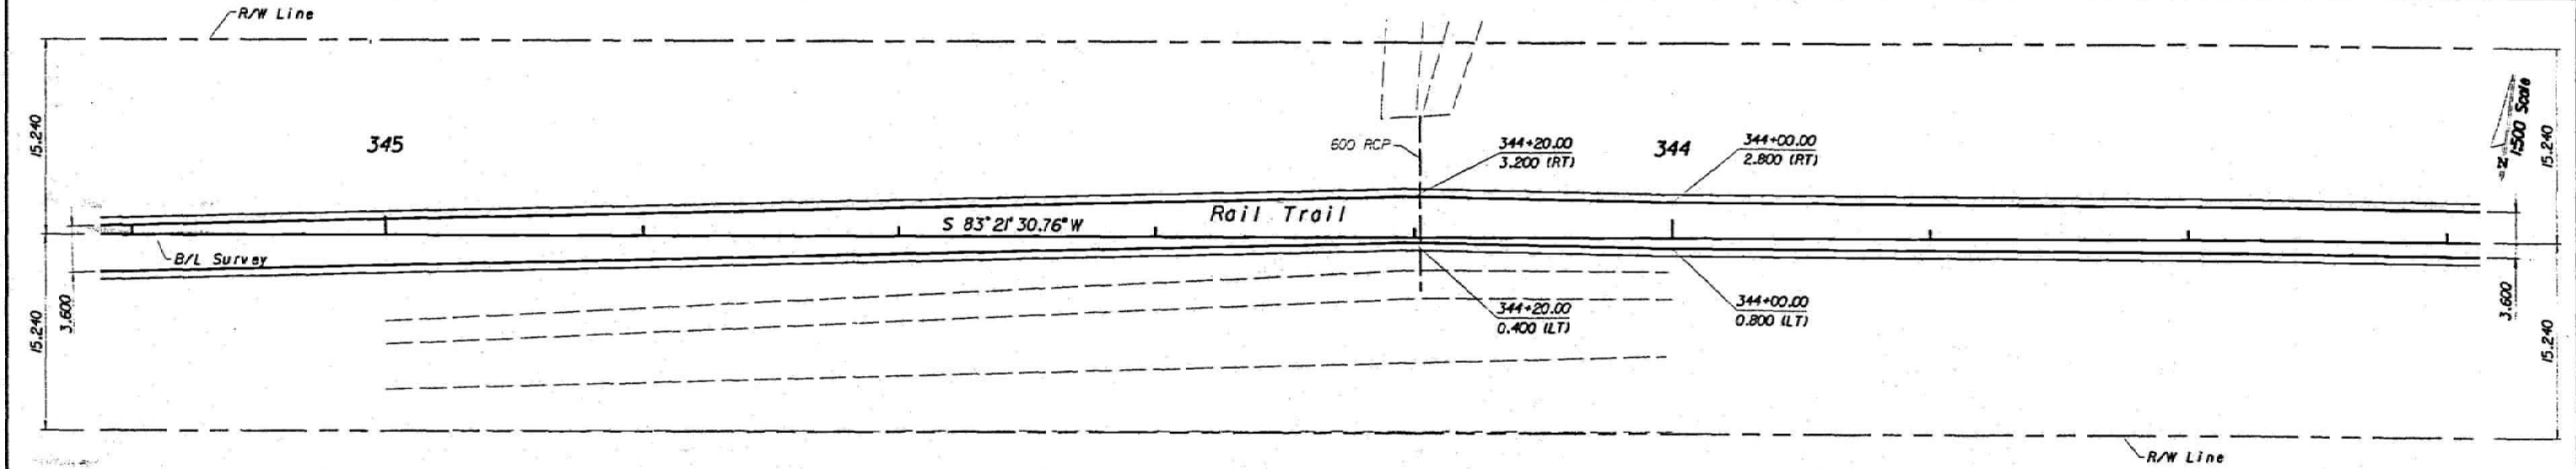 R/W Line
15.240
345
600 RCP
344+20.00
3.200 (RT)
344
344+00.00
2.800 (RT)
1:500 Scale
N
15.240
Rail Trail
S 83°21'30.76" W
B/L Survey
3.600
15.240
344+20.00
0.400 (LT)
344+00.00
0.800 (LT)
3.600
15.240
R/W Line